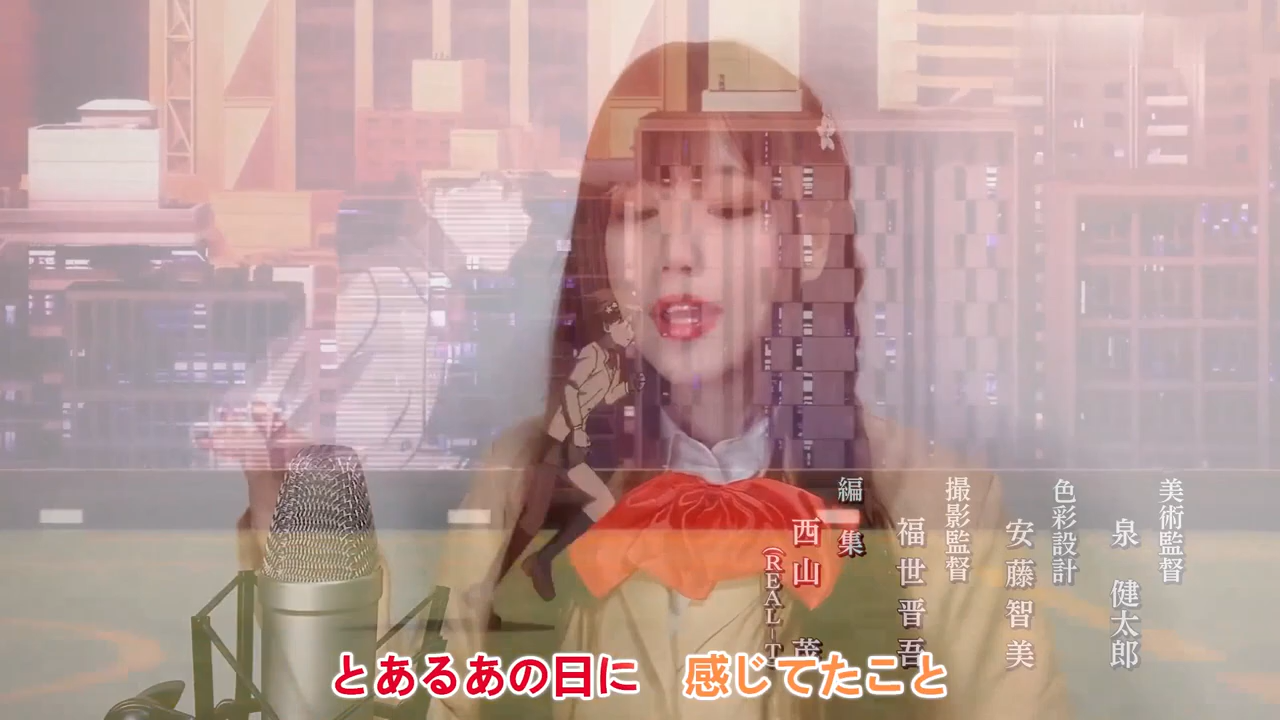 美術監督
泉 健太郎
色彩設計
安藤智美
撮影監督
福世晋吾
編集
西山 茂
(REAL-T
とあるあの日に 感じてたこと